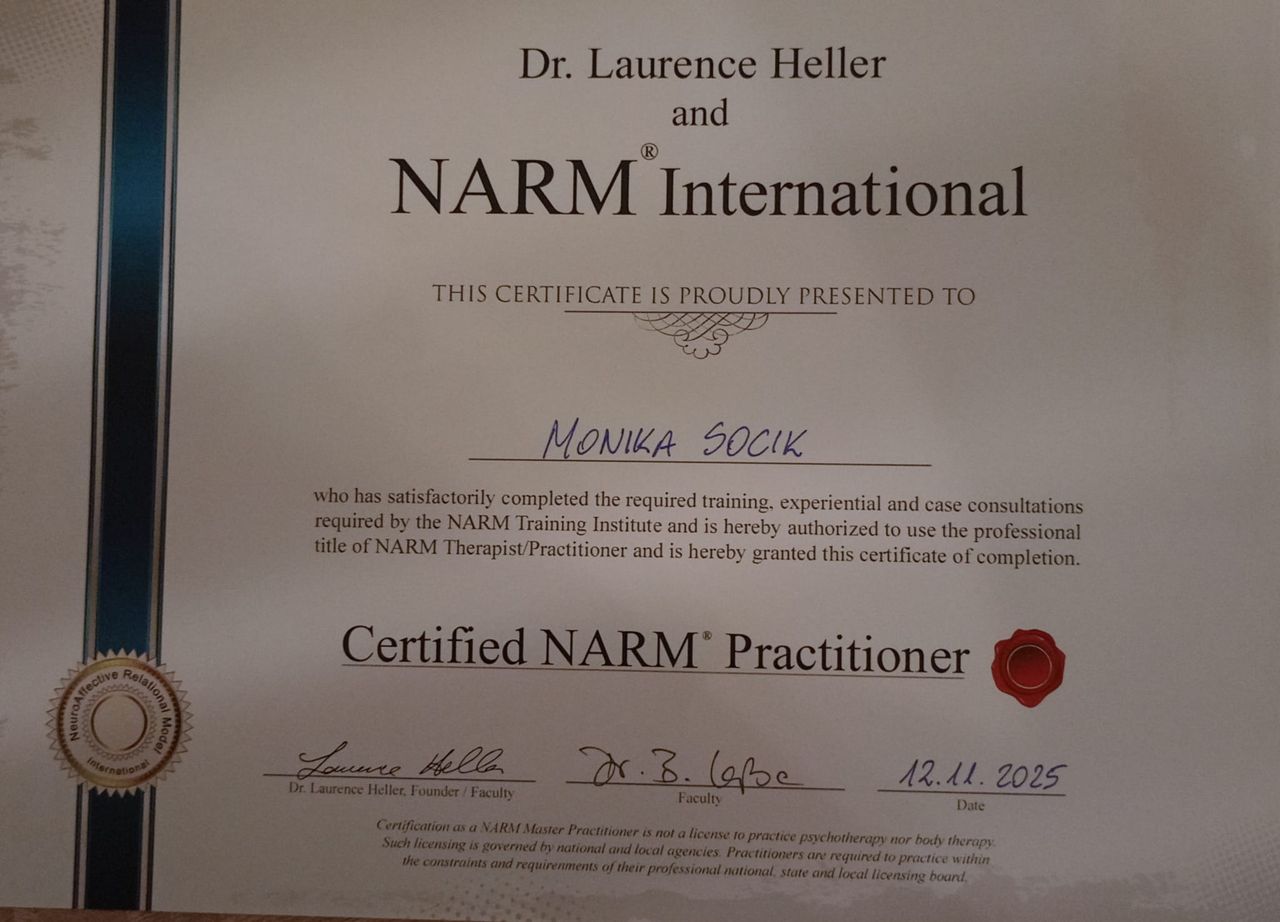 Dr. Laurence Heller
and
NARM® International
THIS CERTIFICATE IS PROUDLY PRESENTED TO
MONIKA SOCIK
who has satisfactorily completed the required training, experiential and case consultations
required by the NARM Training Institute and is hereby authorized to use the professional
title of NARM Therapist/Practitioner and is hereby granted this certificate of completion.
Certified NARM® Practitioner
NeuroAffective Relational Model
International
Laurence Heller
Dr. B.
12.11.2025
Dr. Laurence Heller, Founder / Faculty
Faculty
Date
Certification as a NARM Master Practitioner is not a license to practice psychotherapy nor body therapy.
Such licensing is governed by national and local agencies. Practitioners are required to practice within
the constraints and requirenments of their professional national, state and local licensing board.